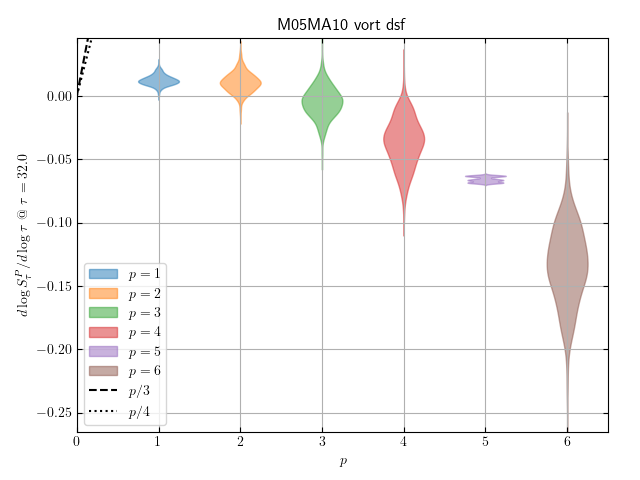 M05MA10 vort dsf
d log S_τ^P / d log τ @ τ = 32.0
0.00
−0.05
−0.10
−0.15
−0.20
−0.25
p = 1
p = 2
p = 3
p = 4
p = 5
p = 6
p/3
p/4
0 1 2 3 4 5 6
p